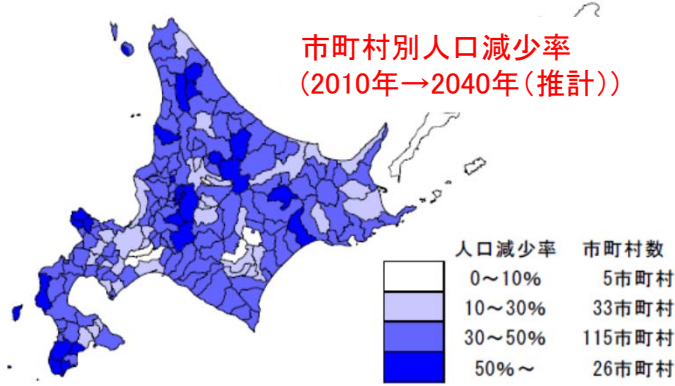 市町村別人口減少率
(2010年→2040年(推計))
人口減少率 市町村数
0～10% 5市町村
10～30% 33市町村
30～50% 115市町村
50%～ 26市町村